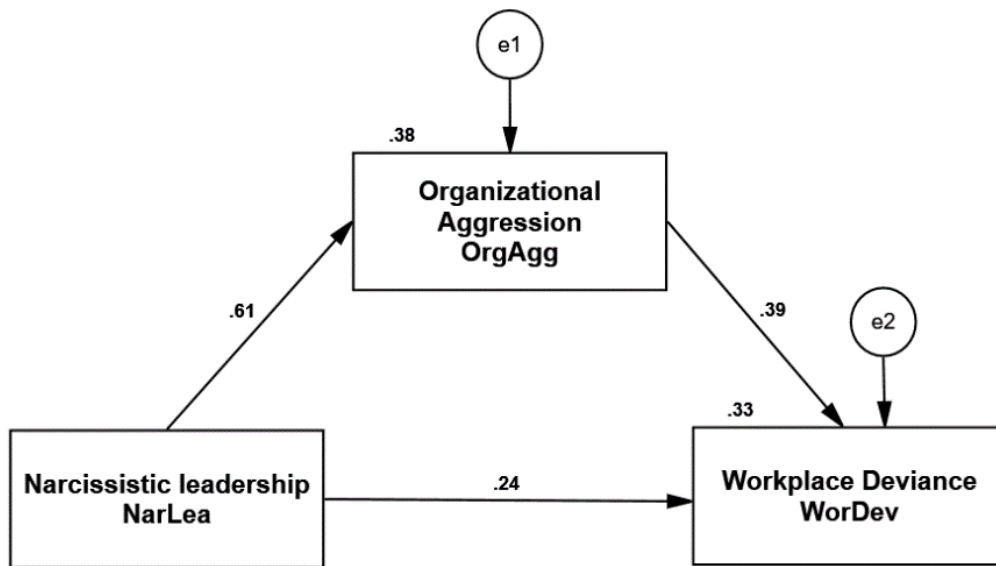 e1
.38
Organizational
Aggression
OrgAgg
.61
.39
e2
.33
Narcissistic leadership
NarLea
.24
Workplace Deviance
WorDev